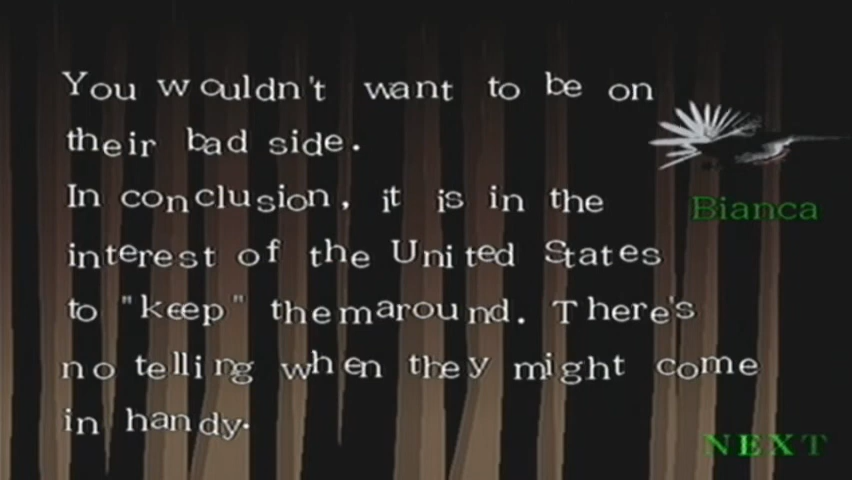 You wouldn't want to be on
their bad side.
In conclusion, it is in the
interest of the United States
to "keep" themaround. There's
no telling when they might come
in handy.
Bianca
NEXT